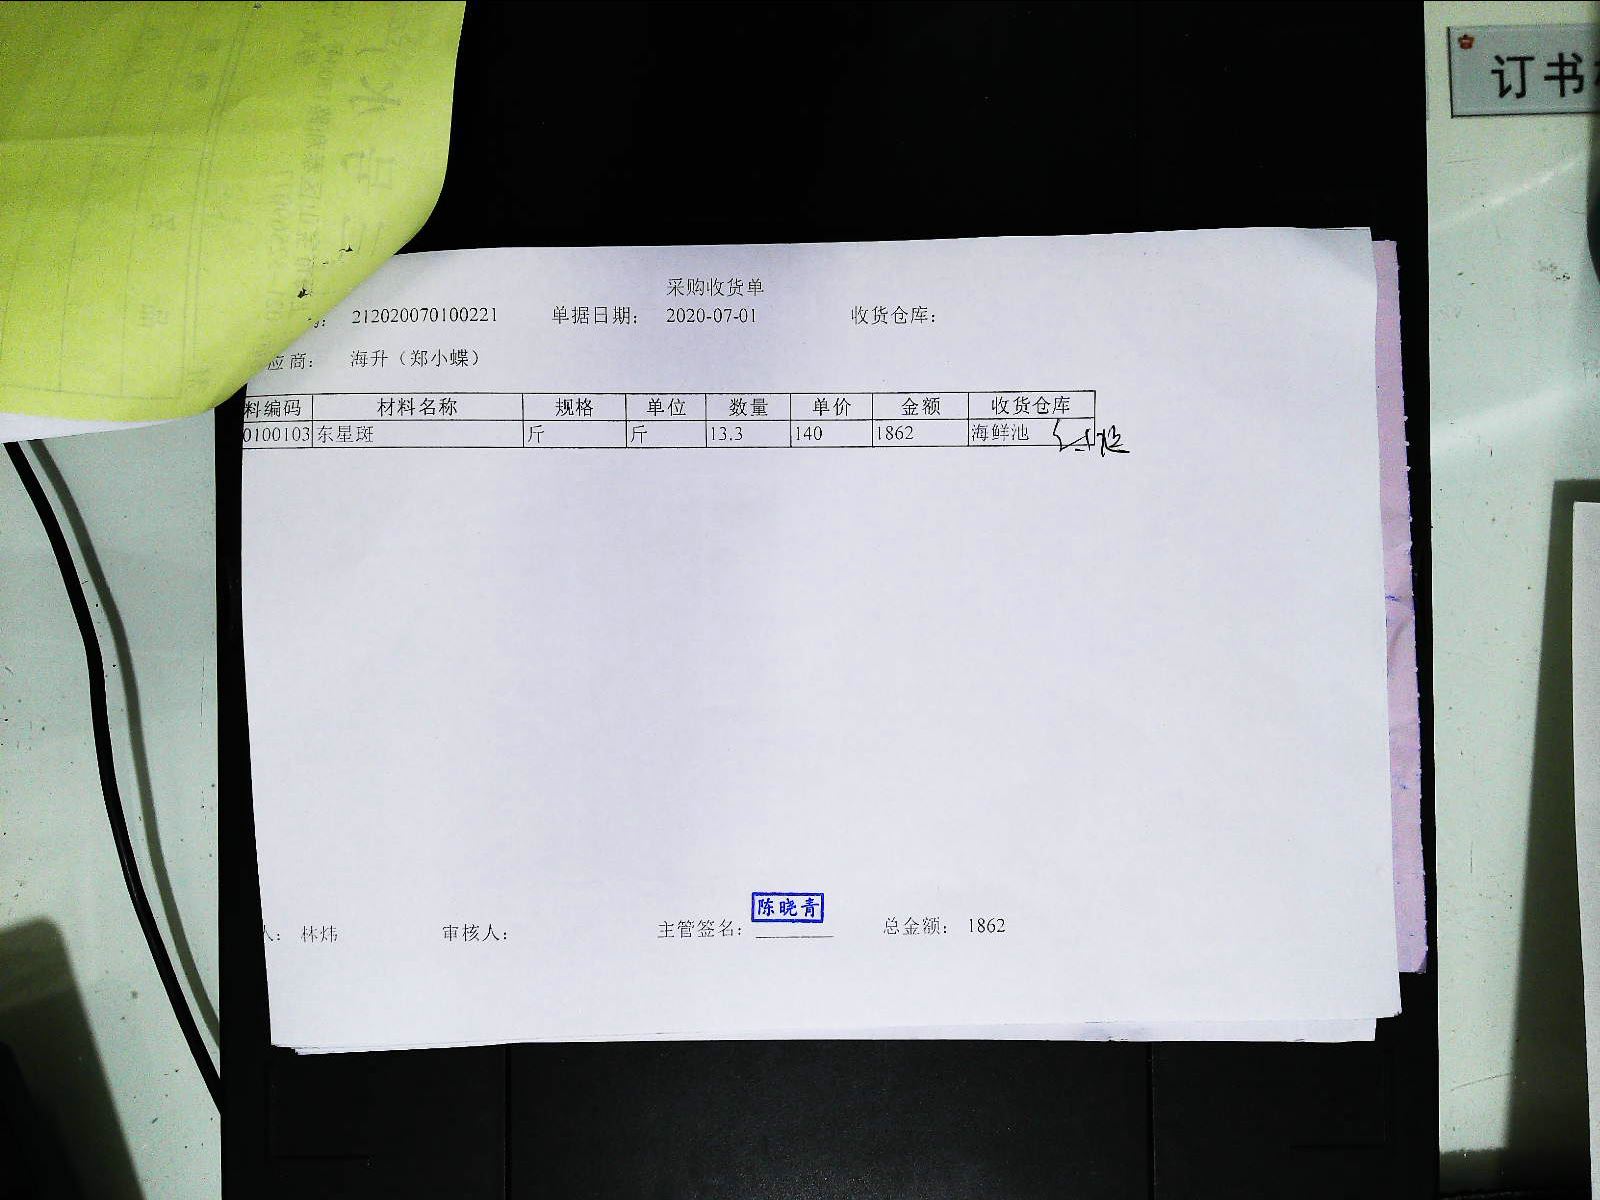 订书
采购收货单
212020070100221 单据日期： 2020-07-01 收货仓库：
应商： 海升（郑小蝶）
料编码 材料名称 规格 单位 数量 单价 金额 收货仓库
0100103 东星斑 斤 斤 13.3 140 1862 海鲜池
陈晓青
人： 林炜 审核人： 主管签名： 总金额： 1862